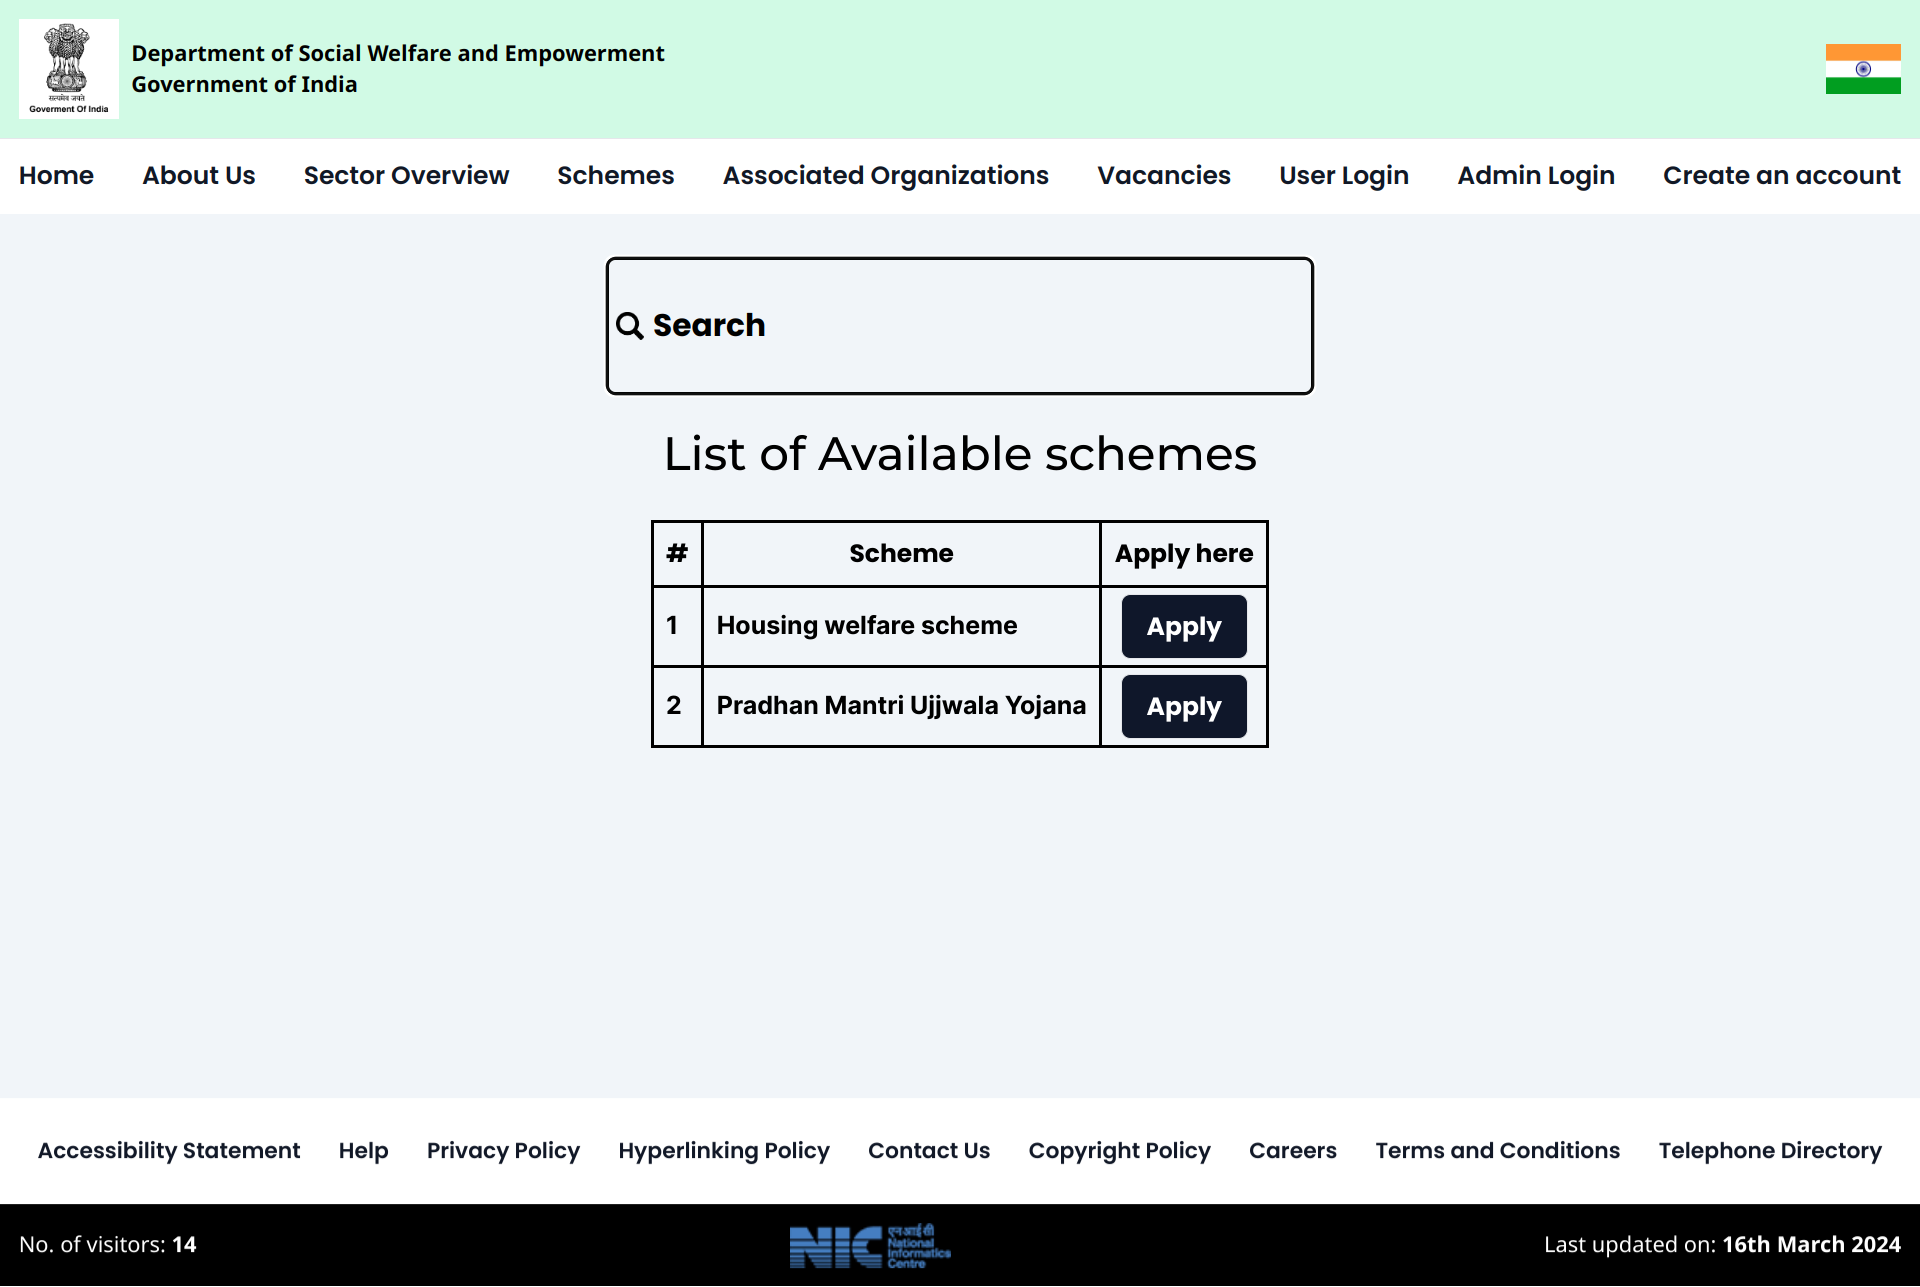 सत्यमेव जयते
Goverment Of India
Department of Social Welfare and Empowerment
Government of India
Home About Us Sector Overview Schemes Associated Organizations Vacancies User Login Admin Login Create an account
Search
List of Available schemes
# Scheme Apply here
1 Housing welfare scheme Apply
2 Pradhan Mantri Ujjwala Yojana Apply
Accessibility Statement Help Privacy Policy Hyperlinking Policy Contact Us Copyright Policy Careers Terms and Conditions Telephone Directory
No. of visitors: 14
NIC
एनआईसी
National
Informatics
Centre
Last updated on: 16th March 2024